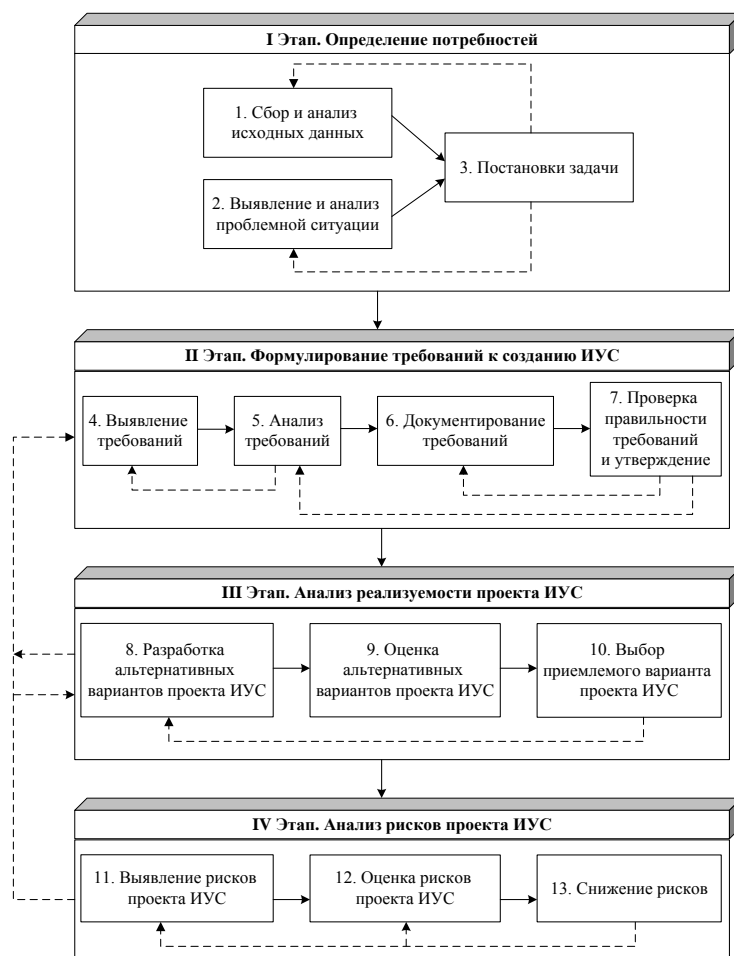 I Этап. Определение потребностей
1. Сбор и анализ
исходных данных
3. Постановки задачи
2. Выявление и анализ
проблемной ситуации
II Этап. Формулирование требований к созданию ИУС
4. Выявление
требований
5. Анализ
требований
6. Документирование
требований
7. Проверка
правильности
требований
и утверждение
III Этап. Анализ реализуемости проекта ИУС
8. Разработка
альтернативных
вариантов проекта ИУС
9. Оценка
альтернативных
вариантов проекта ИУС
10. Выбор
приемлемого варианта
проекта ИУС
IV Этап. Анализ рисков проекта ИУС
11. Выявление рисков
проекта ИУС
12. Оценка рисков
проекта ИУС
13. Снижение рисков